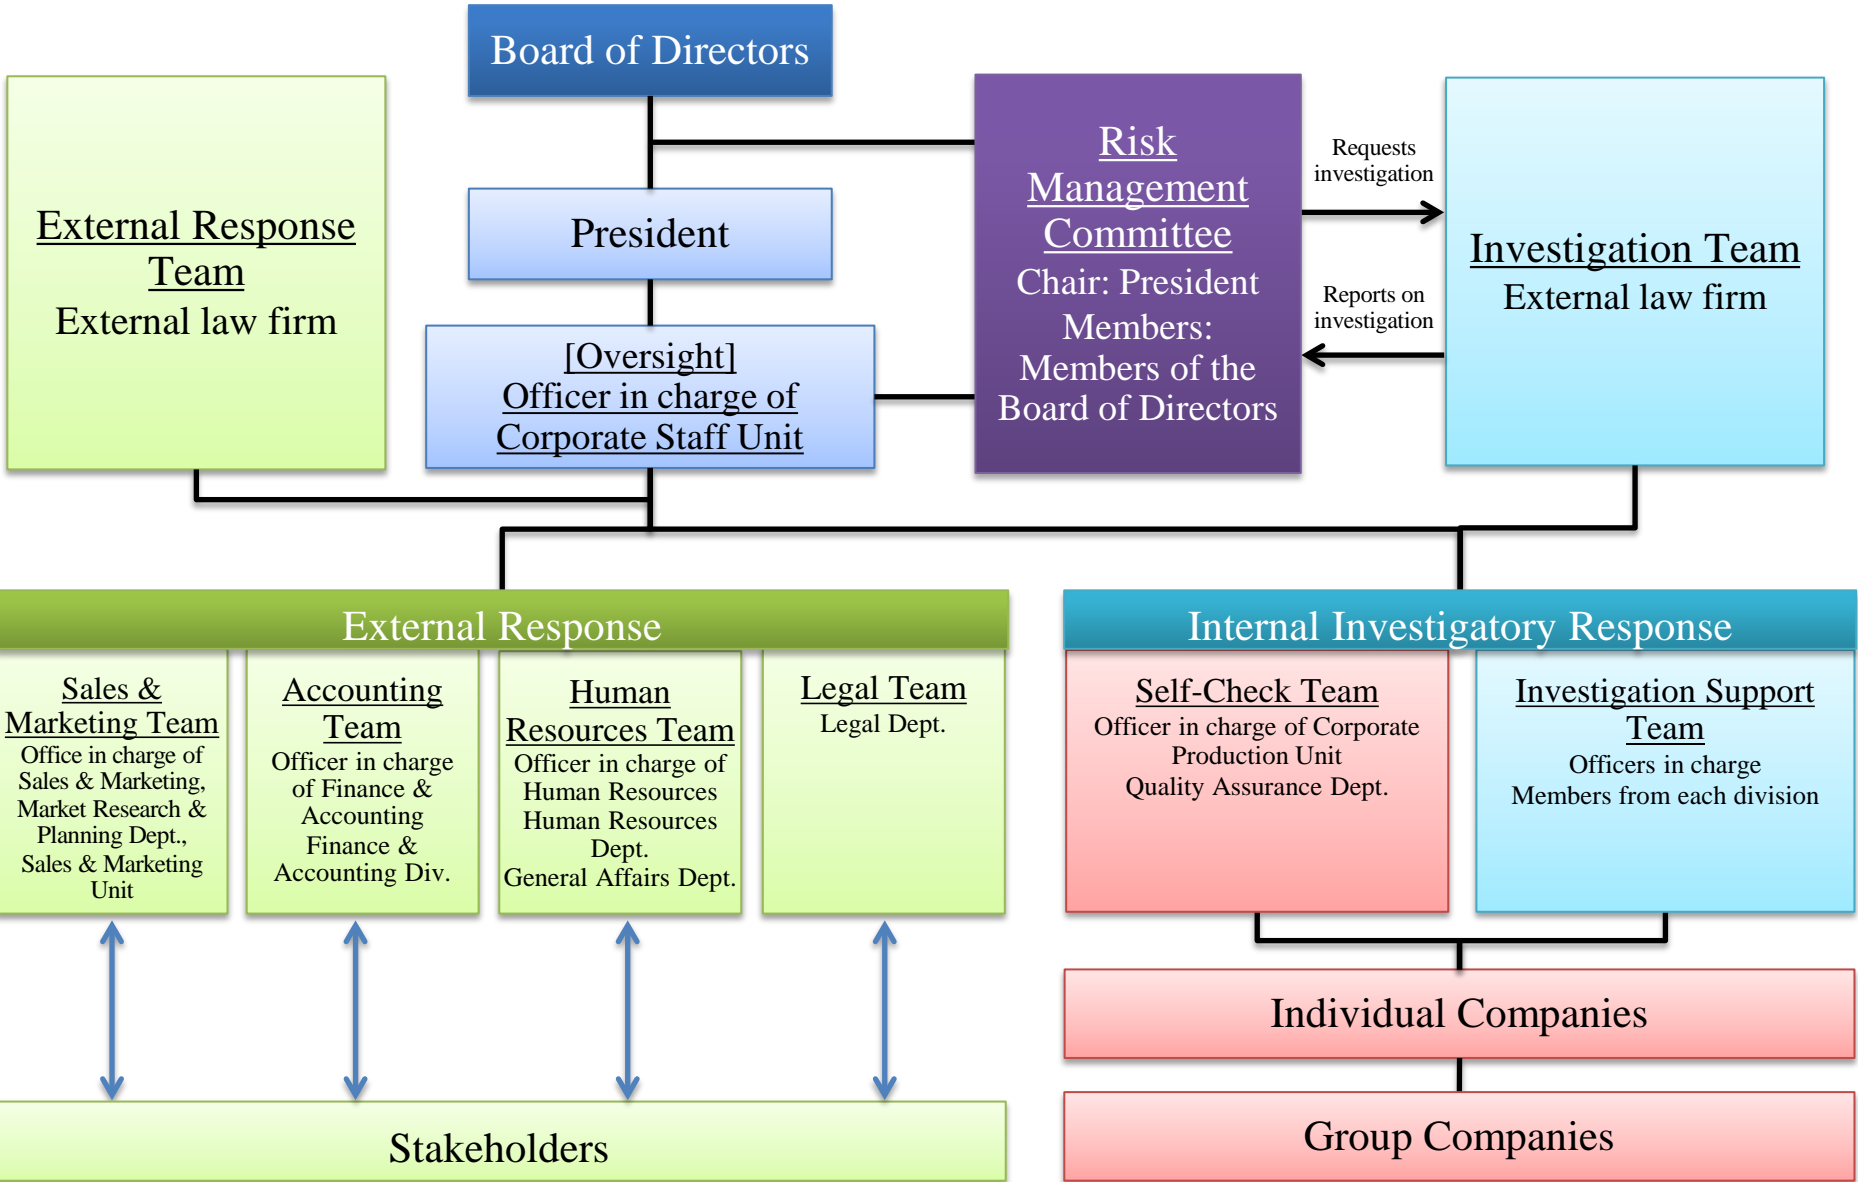 Board of Directors
External Response
Team
External law firm
President
[Oversight]
Officer in charge of
Corporate Staff Unit
Risk
Management
Committee
Chair: President
Members:
Members of the
Board of Directors
Requests
investigation
Reports on
investigation
Investigation Team
External law firm
External Response
Sales &
Marketing Team
Office in charge of
Sales & Marketing,
Market Research &
Planning Dept.,
Sales & Marketing
Unit
Accounting
Team
Officer in charge
of Finance &
Accounting
Finance &
Accounting Div.
Human
Resources Team
Officer in charge of
Human Resources
Human Resources
Dept.
General Affairs Dept.
Legal Team
Legal Dept.
Stakeholders
Internal Investigatory Response
Self-Check Team
Officer in charge of Corporate
Production Unit
Quality Assurance Dept.
Investigation Support
Team
Officers in charge
Members from each division
Individual Companies
Group Companies